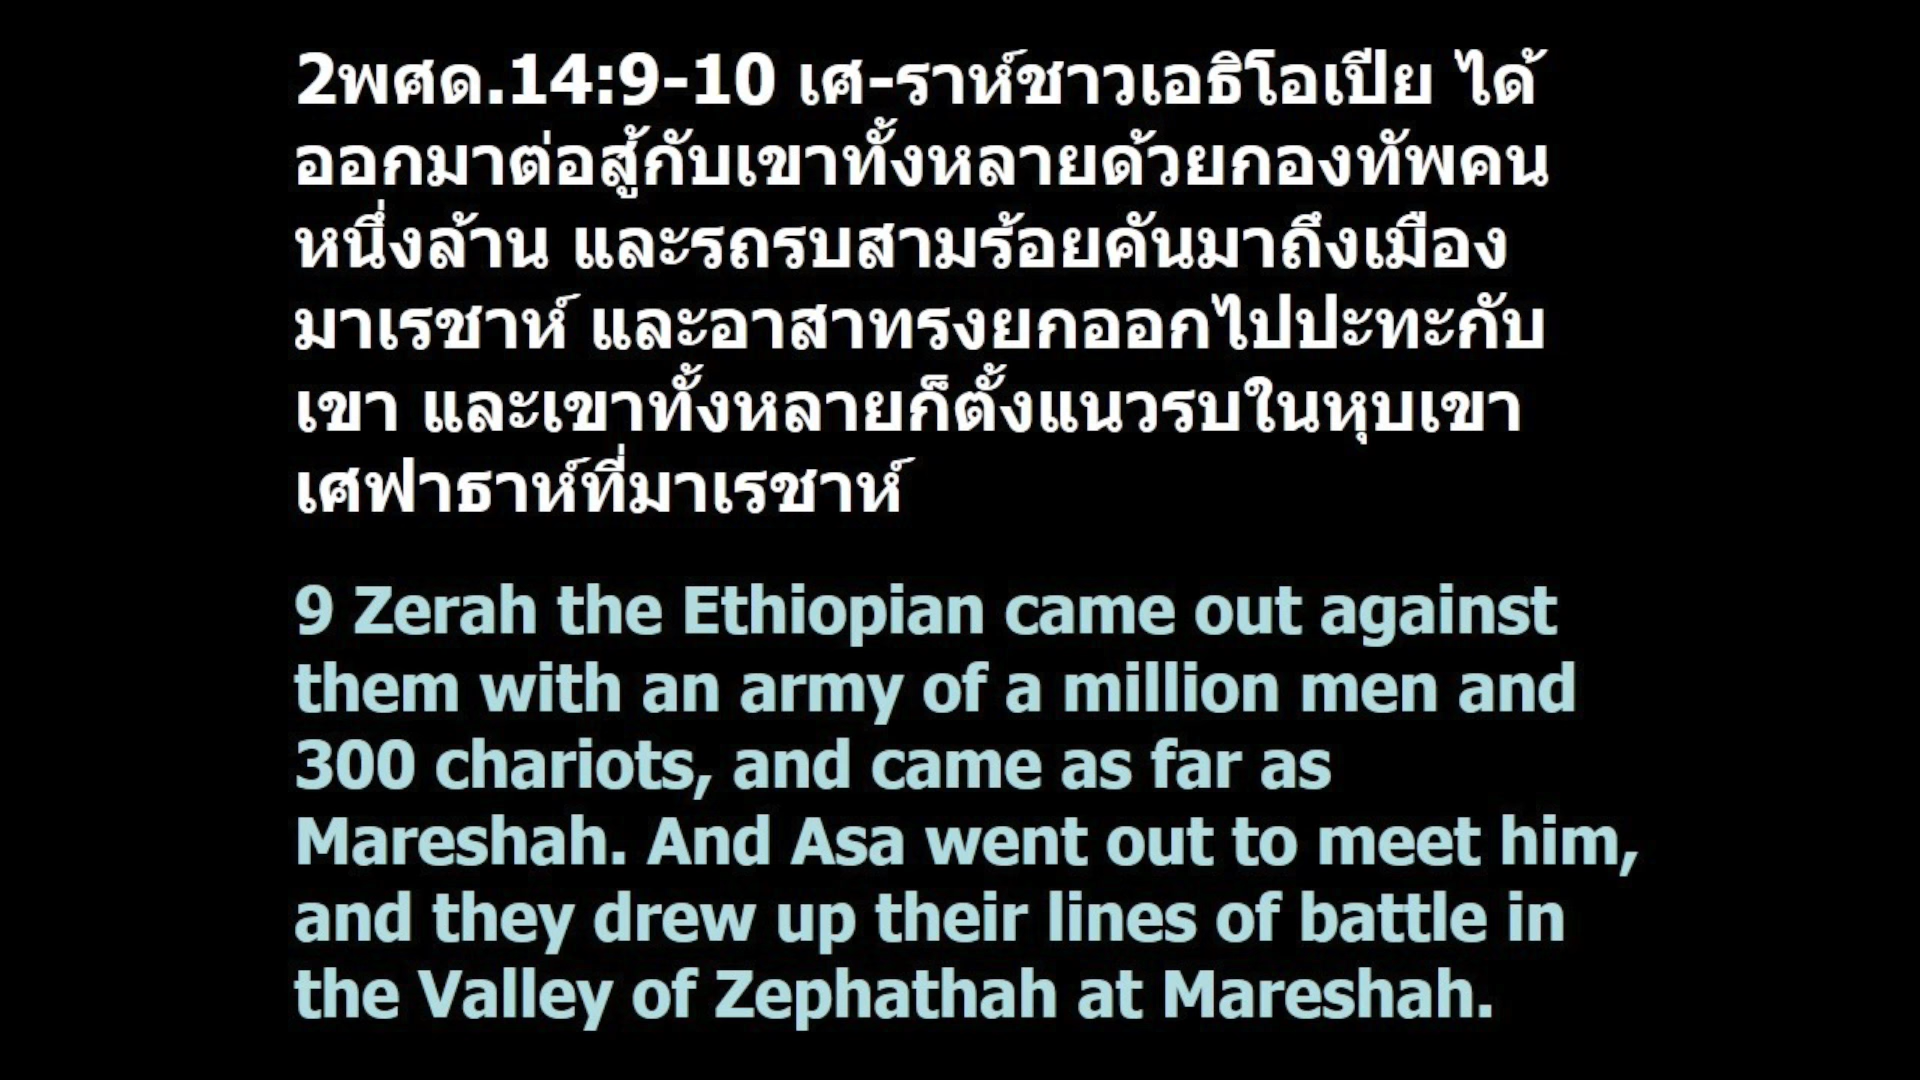 2พศด.14:9-10 เศ-ราห์ชาวเอธิโอเปีย ได้
ออกมาต่อสู้กับเขาทั้งหลายด้วยกองทัพคน
หนึ่งล้าน และรถรบสามร้อยคันมาถึงเมือง
มาเรชาห์ และอาสาทรงยกออกไปปะทะกับ
เขา และเขาทั้งหลายก็ตั้งแนวรบในหุบเขา
เศฟาธาห์ที่มาเรชาห์
9 Zerah the Ethiopian came out against
them with an army of a million men and
300 chariots, and came as far as
Mareshah. And Asa went out to meet him,
and they drew up their lines of battle in
the Valley of Zephathah at Mareshah.